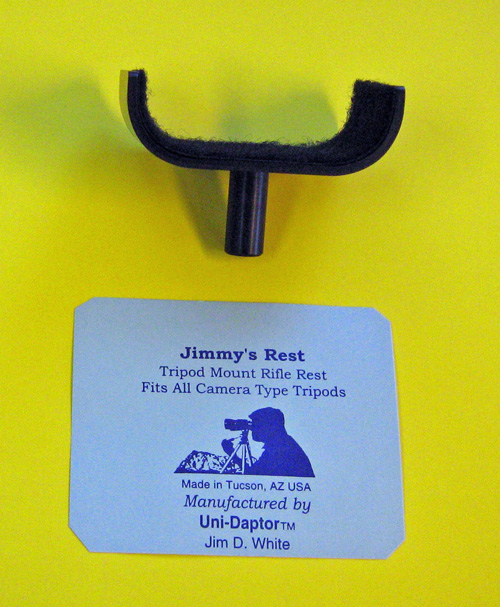 Jimmy's Rest
Tripod Mount Rifle Rest
Fits All Camera Type Tripods
Made in Tucson, AZ USA
Manufactured by
Uni-Daptor™
Jim D. White